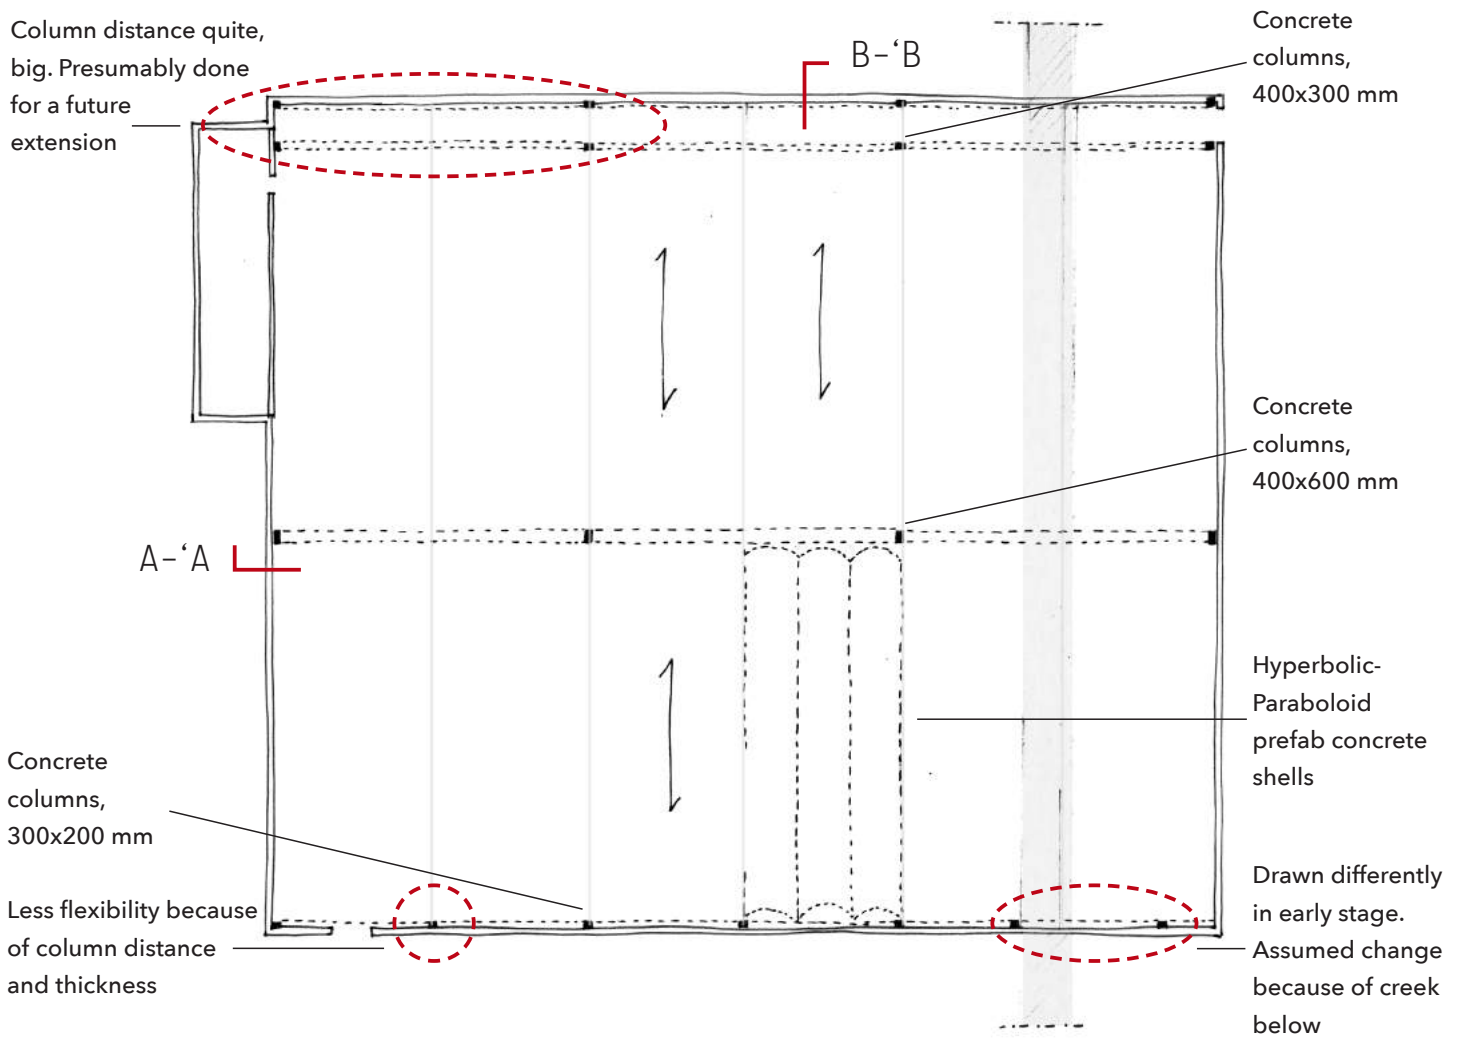 Column distance quite,
big. Presumably done
for a future
extension
B-‘B
Concrete
columns,
400x300 mm
Concrete
columns,
400x600 mm
A-‘A
Hyperbolic-
Paraboloid
prefab concrete
shells
Concrete
columns,
300x200 mm
Less flexibility because
of column distance
and thickness
Drawn differently
in early stage.
Assumed change
because of creek
below